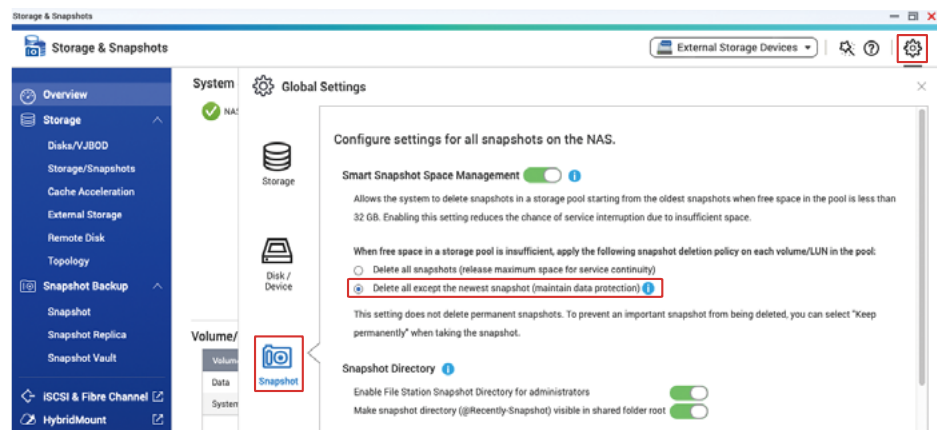 Storage & Snapshots
Storage & Snapshots
External Storage Devices
Overview
Storage
Disks/VJBOD
Storage/Snapshots
Cache Acceleration
External Storage
Remote Disk
Topology
Snapshot Backup
Snapshot
Snapshot Replica
Snapshot Vault
iSCSI & Fibre Channel
HybridMount
System
NAS
Volume/
Volum
Data
System
Global Settings
Storage
Disk /
Device
Snapshot
Configure settings for all snapshots on the NAS.
Smart Snapshot Space Management
Allows the system to delete snapshots in a storage pool starting from the oldest snapshots when free space in the pool is less than
32 GB. Enabling this setting reduces the chance of service interruption due to insufficient space.
When free space in a storage pool is insufficient, apply the following snapshot deletion policy on each volume/LUN in the pool:
Delete all snapshots (release maximum space for service continuity)
Delete all except the newest snapshot (maintain data protection)
This setting does not delete permanent snapshots. To prevent an important snapshot from being deleted, you can select "Keep
permanently" when taking the snapshot.
Snapshot Directory
Enable File Station Snapshot Directory for administrators
Make snapshot directory (@Recently-Snapshot) visible in shared folder root